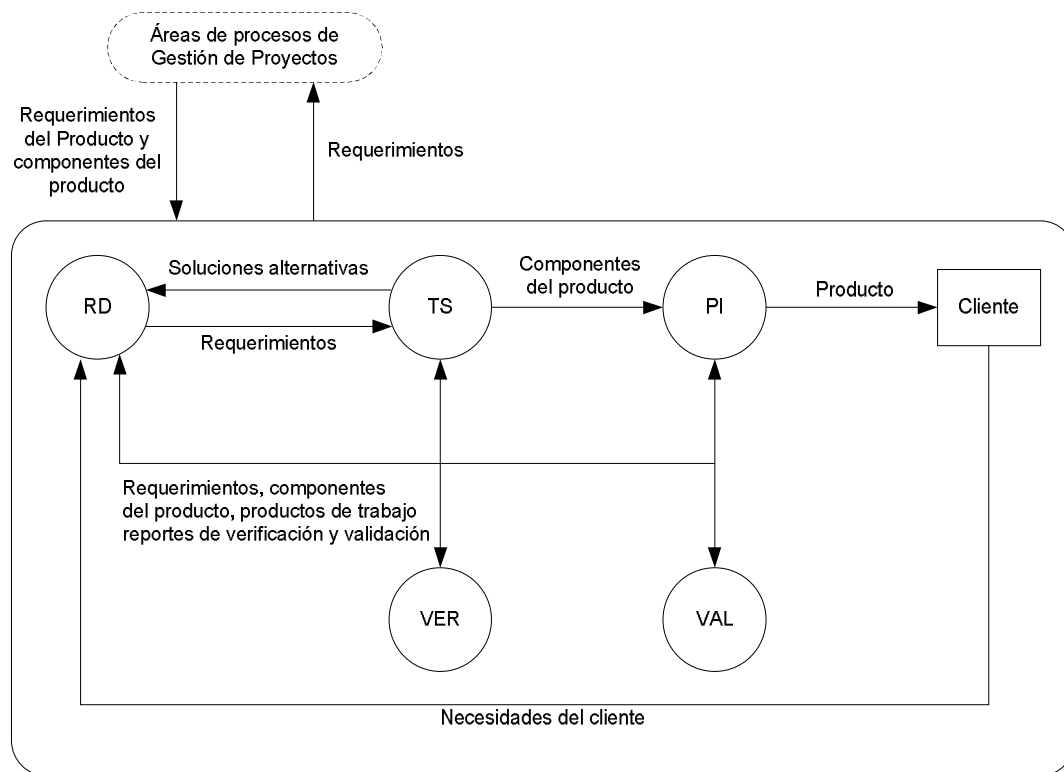 Áreas de procesos de
Gestión de Proyectos
Requerimientos
del Producto y
componentes del
producto
Requerimientos
RD
Soluciones alternativas
Requerimientos
TS
Componentes
del producto
PI
Producto
Cliente
Requerimientos, componentes
del producto, productos de trabajo
reportes de verificación y validación
VER
VAL
Necesidades del cliente